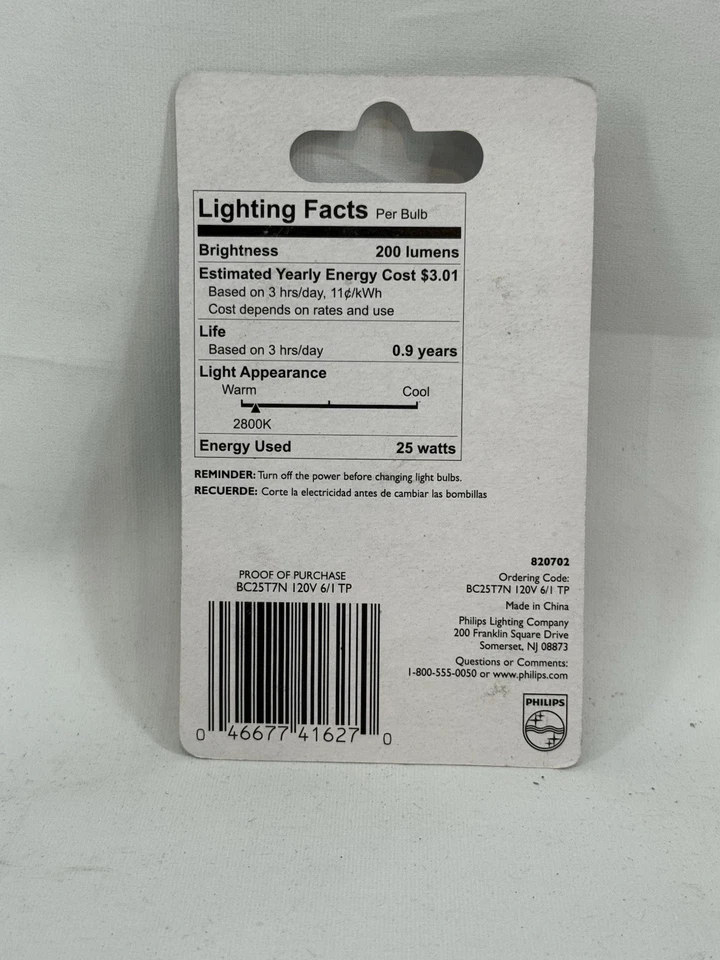 Lighting Facts Per Bulb
Brightness 200 lumens
Estimated Yearly Energy Cost $3.01
Based on 3 hrs/day, 11¢/kWh
Cost depends on rates and use
Life
Based on 3 hrs/day 0.9 years
Light Appearance
Warm Cool
2800K
Energy Used 25 watts
REMINDER: Turn off the power before changing light bulbs.
RECUERDE: Corte la electricidad antes de cambiar las bombillas
PROOF OF PURCHASE
BC25T7N 120V 6/1 TP
0 46677 41627 0
820702
Ordering Code:
BC25T7N 120V 6/1 TP
Made in China
Philips Lighting Company
200 Franklin Square Drive
Somerset, NJ 08873
Questions or Comments:
1-800-555-0050 or www.philips.com
PHILIPS